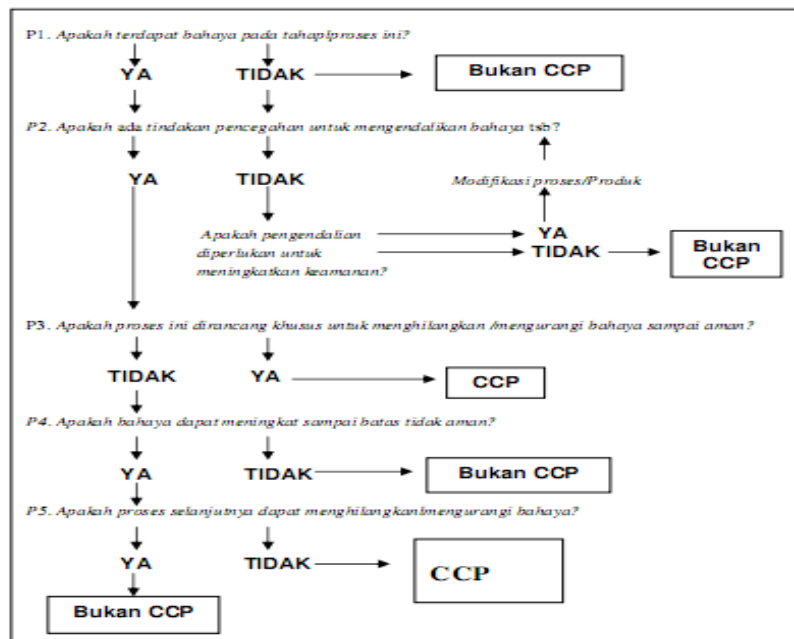 P1. Apakah terdapat bahaya pada tahap/proses ini?
YA TIDAK Bukan CCP
P2. Apakah ada tindakan pencegahan untuk mengendalikan bahaya tsb?
YA TIDAK Modifikasi proses/Produk
Apakah pengendalian
diperlukan untuk
meningkatkan keamanan?
YA
TIDAK
Bukan
CCP
P3. Apakah proses ini dirancang khusus untuk menghilangkan /mengurangi bahaya sampai aman?
TIDAK YA CCP
P4. Apakah bahaya dapat meningkat sampai batas tidak aman?
YA TIDAK Bukan CCP
P5. Apakah proses selanjutnya dapat menghilangkan/mengurangi bahaya?
YA TIDAK CCP
Bukan CCP